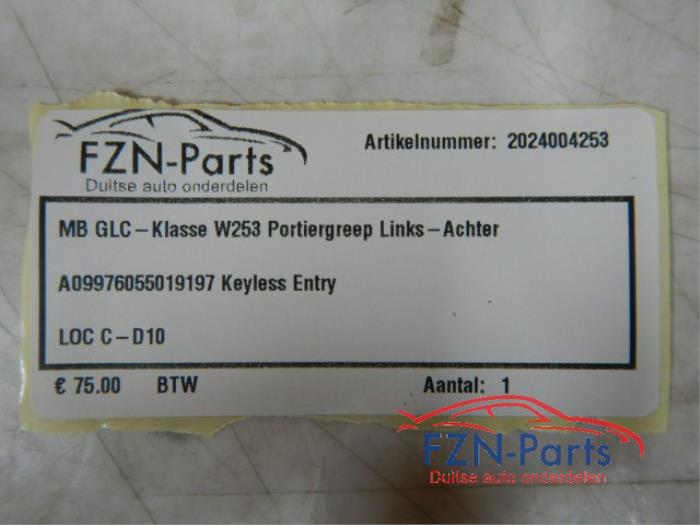 FZN-Parts
Duitse auto onderdelen
Artikelnummer: 2024004253
MB GLC-Klasse W253 Portiergreep Links-Achter
A09976055019197 Keyless Entry
LOC C-D10
€ 75.00 BTW Aantal: 1
FZN-Parts
Duitse auto onderdelen